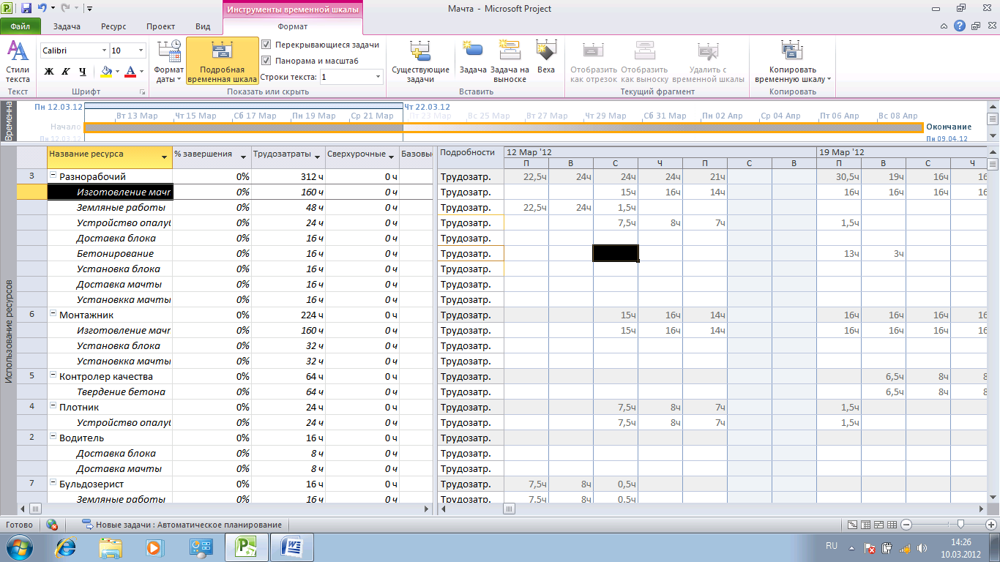 Инструменты временной шкалы
Мачта - Microsoft Project
Файл Задача Ресурс Проект Вид Формат
Стили текста
Calibri 10
Ж К Ч
Формат даты
Подробная временная шкала
Перекрывающиеся задачи
Панорама и масштаб
Строки текста: 1
Существующие задачи
Задача
Задача на выноске
Веха
Отобразить как отрезок
Отобразить как выноску
Удалить с временной шкалы
Копировать временную шкалу
Текст Шрифт Показать или скрыть Вставить Текущий фрагмент Копировать
Временна
Пн 12.03.12 Чт 22.03.12
Вт 13 Мар Чт 15 Мар Сб 17 Мар Пн 19 Мар Ср 21 Мар Пт 23 Мар Вс 25 Мар Вт 27 Мар Чт 29 Мар Сб 31 Мар Пн 02 Апр Ср 04 Апр Пт 06 Апр Вс 08 Апр
Начало Окончание
Пн 12.03.12 Пн 09.04.12
Использование ресурсов
Название ресурса % завершения Трудозатраты Сверхурочные Базовы Подробности 12 Мар '12 19 Мар '12
П В С Ч П С В П В С Ч
3 Разнорабочий 0% 312 ч 0 ч Трудозатр. 22,5ч 24ч 24ч 24ч 21ч 30,5ч 19ч 16ч 16
Изготовление мачт 0% 160 ч 0 ч Трудозатр. 15ч 16ч 14ч 16ч 16ч 16ч 16
Земляные работы 0% 48 ч 0 ч Трудозатр. 22,5ч 24ч 1,5ч
Устройство опалуб 0% 24 ч 0 ч Трудозатр. 7,5ч 8ч 7ч 1,5ч
Доставка блока 0% 16 ч 0 ч Трудозатр.
Бетонирование 0% 16 ч 0 ч Трудозатр. 13ч 3ч
Установка блока 0% 16 ч 0 ч Трудозатр.
Доставка мачты 0% 16 ч 0 ч Трудозатр.
Установкка мачты 0% 16 ч 0 ч Трудозатр.
6 Монтажник 0% 224 ч 0 ч Трудозатр. 15ч 16ч 14ч 16ч 16ч 16ч 16
Изготовление мачт 0% 160 ч 0 ч Трудозатр. 15ч 16ч 14ч 16ч 16ч 16ч 16
Установка блока 0% 32 ч 0 ч Трудозатр.
Установкка мачты 0% 32 ч 0 ч Трудозатр.
5 Контролер качества 0% 64 ч 0 ч Трудозатр. 6,5ч 8ч 8
Твердение бетона 0% 64 ч 0 ч Трудозатр. 6,5ч 8ч 8
4 Плотник 0% 24 ч 0 ч Трудозатр. 7,5ч 8ч 7ч 1,5ч
Устройство опалуб 0% 24 ч 0 ч Трудозатр. 7,5ч 8ч 7ч 1,5ч
2 Водитель 0% 16 ч 0 ч Трудозатр.
Доставка блока 0% 8 ч 0 ч Трудозатр.
Доставка мачты 0% 8 ч 0 ч Трудозатр.
7 Бульдозерист 0% 16 ч 0 ч Трудозатр. 7,5ч 8ч 0,5ч
Земляные работы 0% 16 ч 0 ч Трудозатр. 7,5ч 8ч 0,5ч
Готово Новые задачи : Автоматическое планирование
RU 14:26
10.03.2012